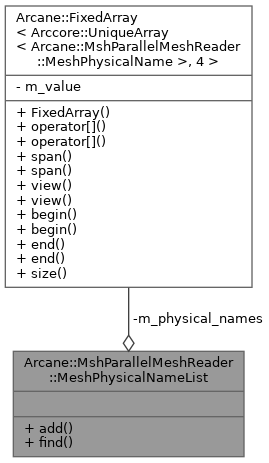 Arcane::FixedArray
< Arccore::UniqueArray
< Arcane::MshParallelMeshReader
::MeshPhysicalName >, 4 >
- m_value
+ FixedArray()
+ operator[]()
+ operator[]()
+ span()
+ span()
+ view()
+ view()
+ begin()
+ begin()
+ end()
+ end()
+ size()
-m_physical_names
Arcane::MshParallelMeshReader
::MeshPhysicalNameList
+ add()
+ find()